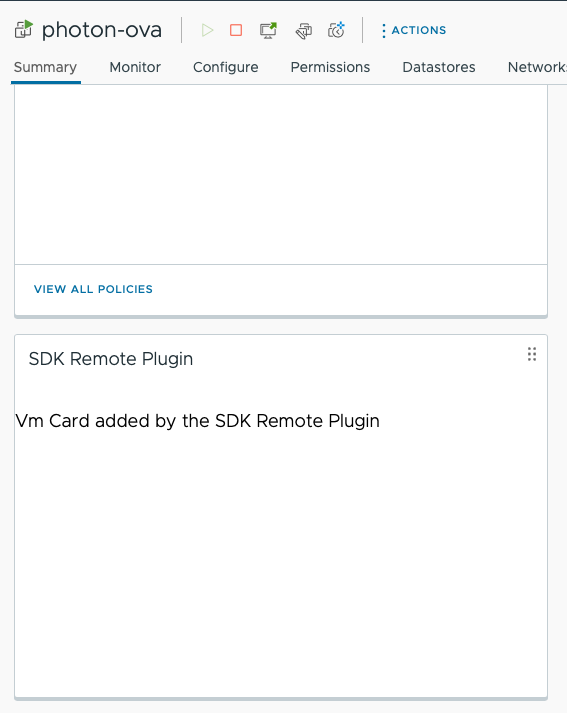 photon-ova
ACTIONS
Summary Monitor Configure Permissions Datastores Network
VIEW ALL POLICIES
SDK Remote Plugin
Vm Card added by the SDK Remote Plugin